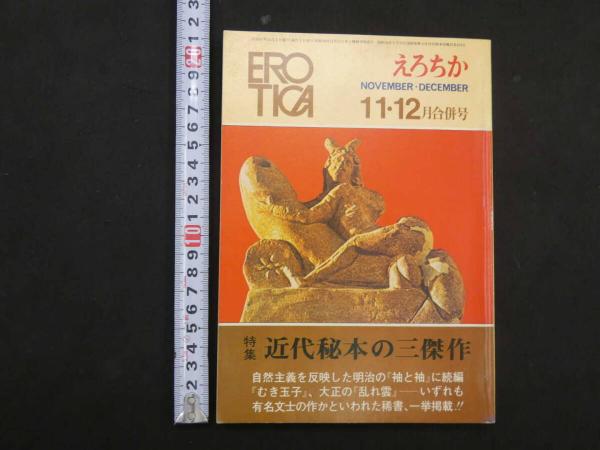 ERO
TICA
えろちか
NOVEMBER・DECEMBER
11・12月合併号
特集 近代秘本の三傑作
自然主義を反映した明治の『袖と袖』に続編
『むき玉子』、大正の『乱れ雲』──いずれも
有名文士の作かといわれた稀書、一挙掲載!!